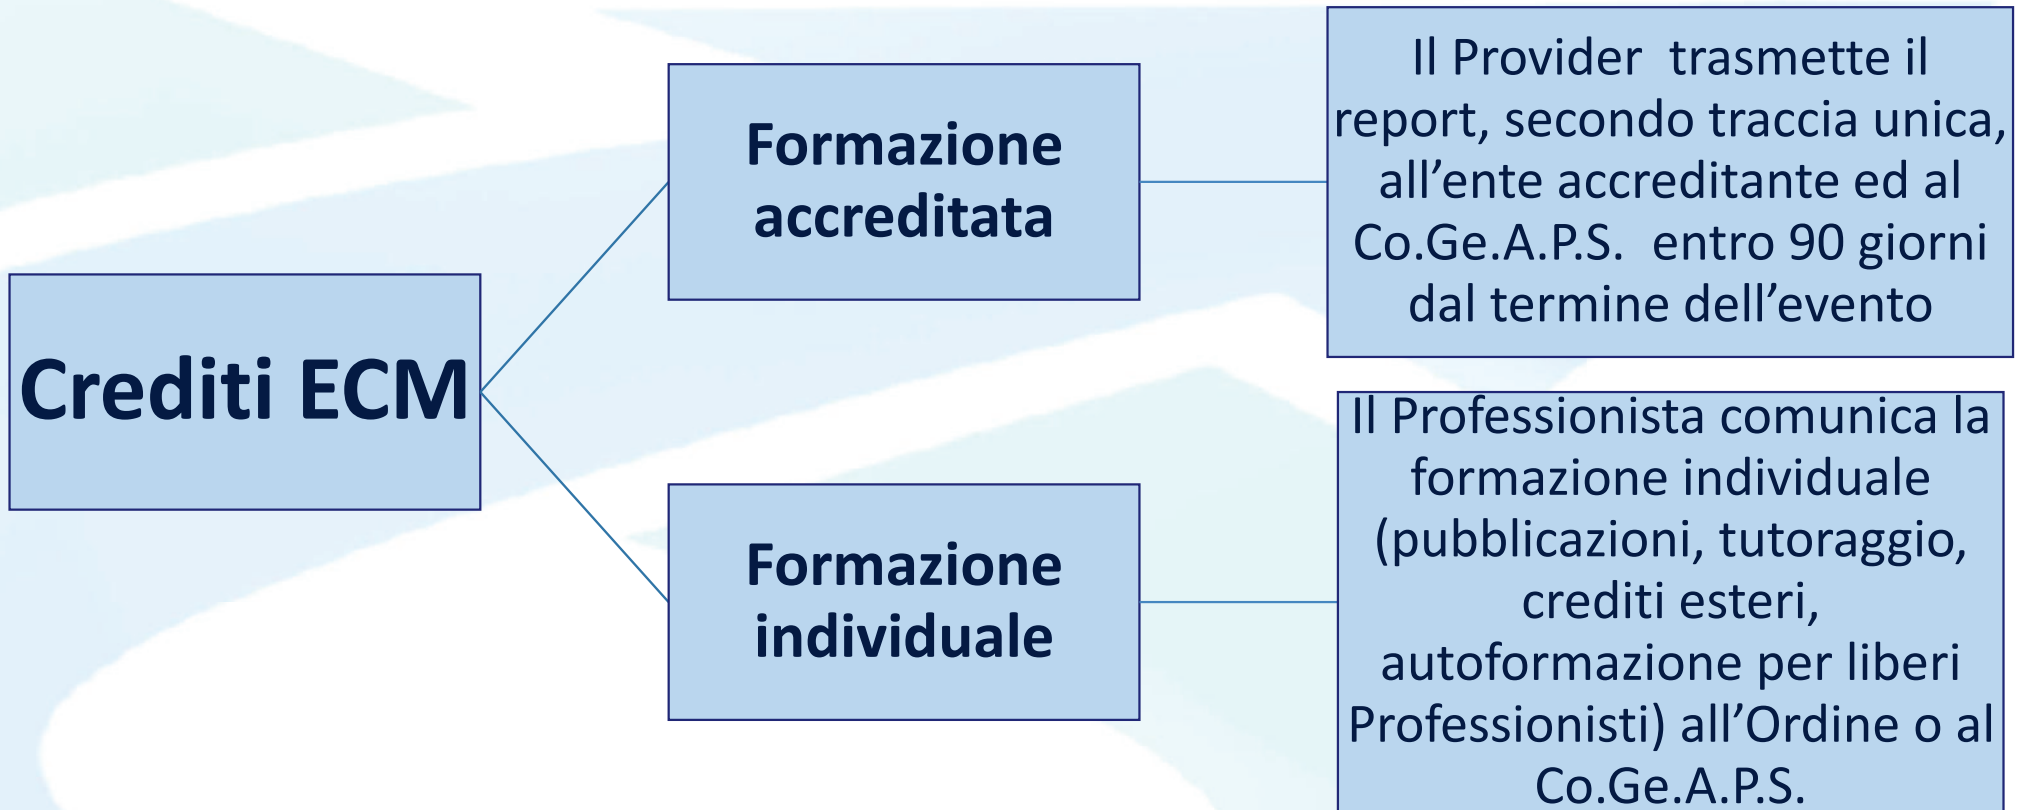 Crediti ECM
Formazione
accreditata
Il Provider  trasmette il
report, secondo traccia unica,
all’ente accreditante ed al
Co.Ge.A.P.S.  entro 90 giorni
dal termine dell’evento
Formazione
individuale
Il Professionista comunica la
formazione individuale
(pubblicazioni, tutoraggio,
crediti esteri,
autoformazione per liberi
Professionisti) all’Ordine o al
Co.Ge.A.P.S.